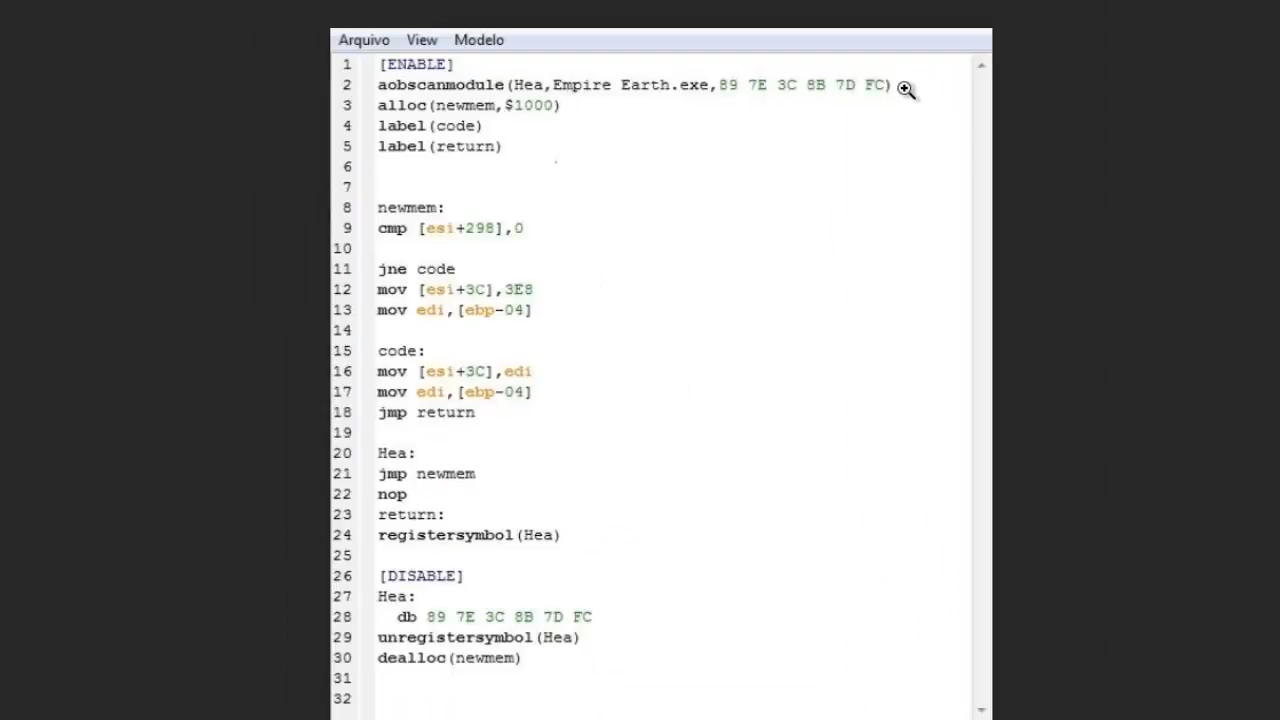 Arquivo View Modelo
1 [ENABLE]
2 aobscanmodule(Hea,Empire Earth.exe,89 7E 3C 8B 7D FC)
3 alloc(newmem,$1000)
4 label(code)
5 label(return)
6
7
8 newmem:
9 cmp [esi+298],0
10
11 jne code
12 mov [esi+3C],3E8
13 mov edi,[ebp-04]
14
15 code:
16 mov [esi+3C],edi
17 mov edi,[ebp-04]
18 jmp return
19
20 Hea:
21 jmp newmem
22 nop
23 return:
24 registersymbol(Hea)
25
26 [DISABLE]
27 Hea:
28 db 89 7E 3C 8B 7D FC
29 unregistersymbol(Hea)
30 dealloc(newmem)
31
32